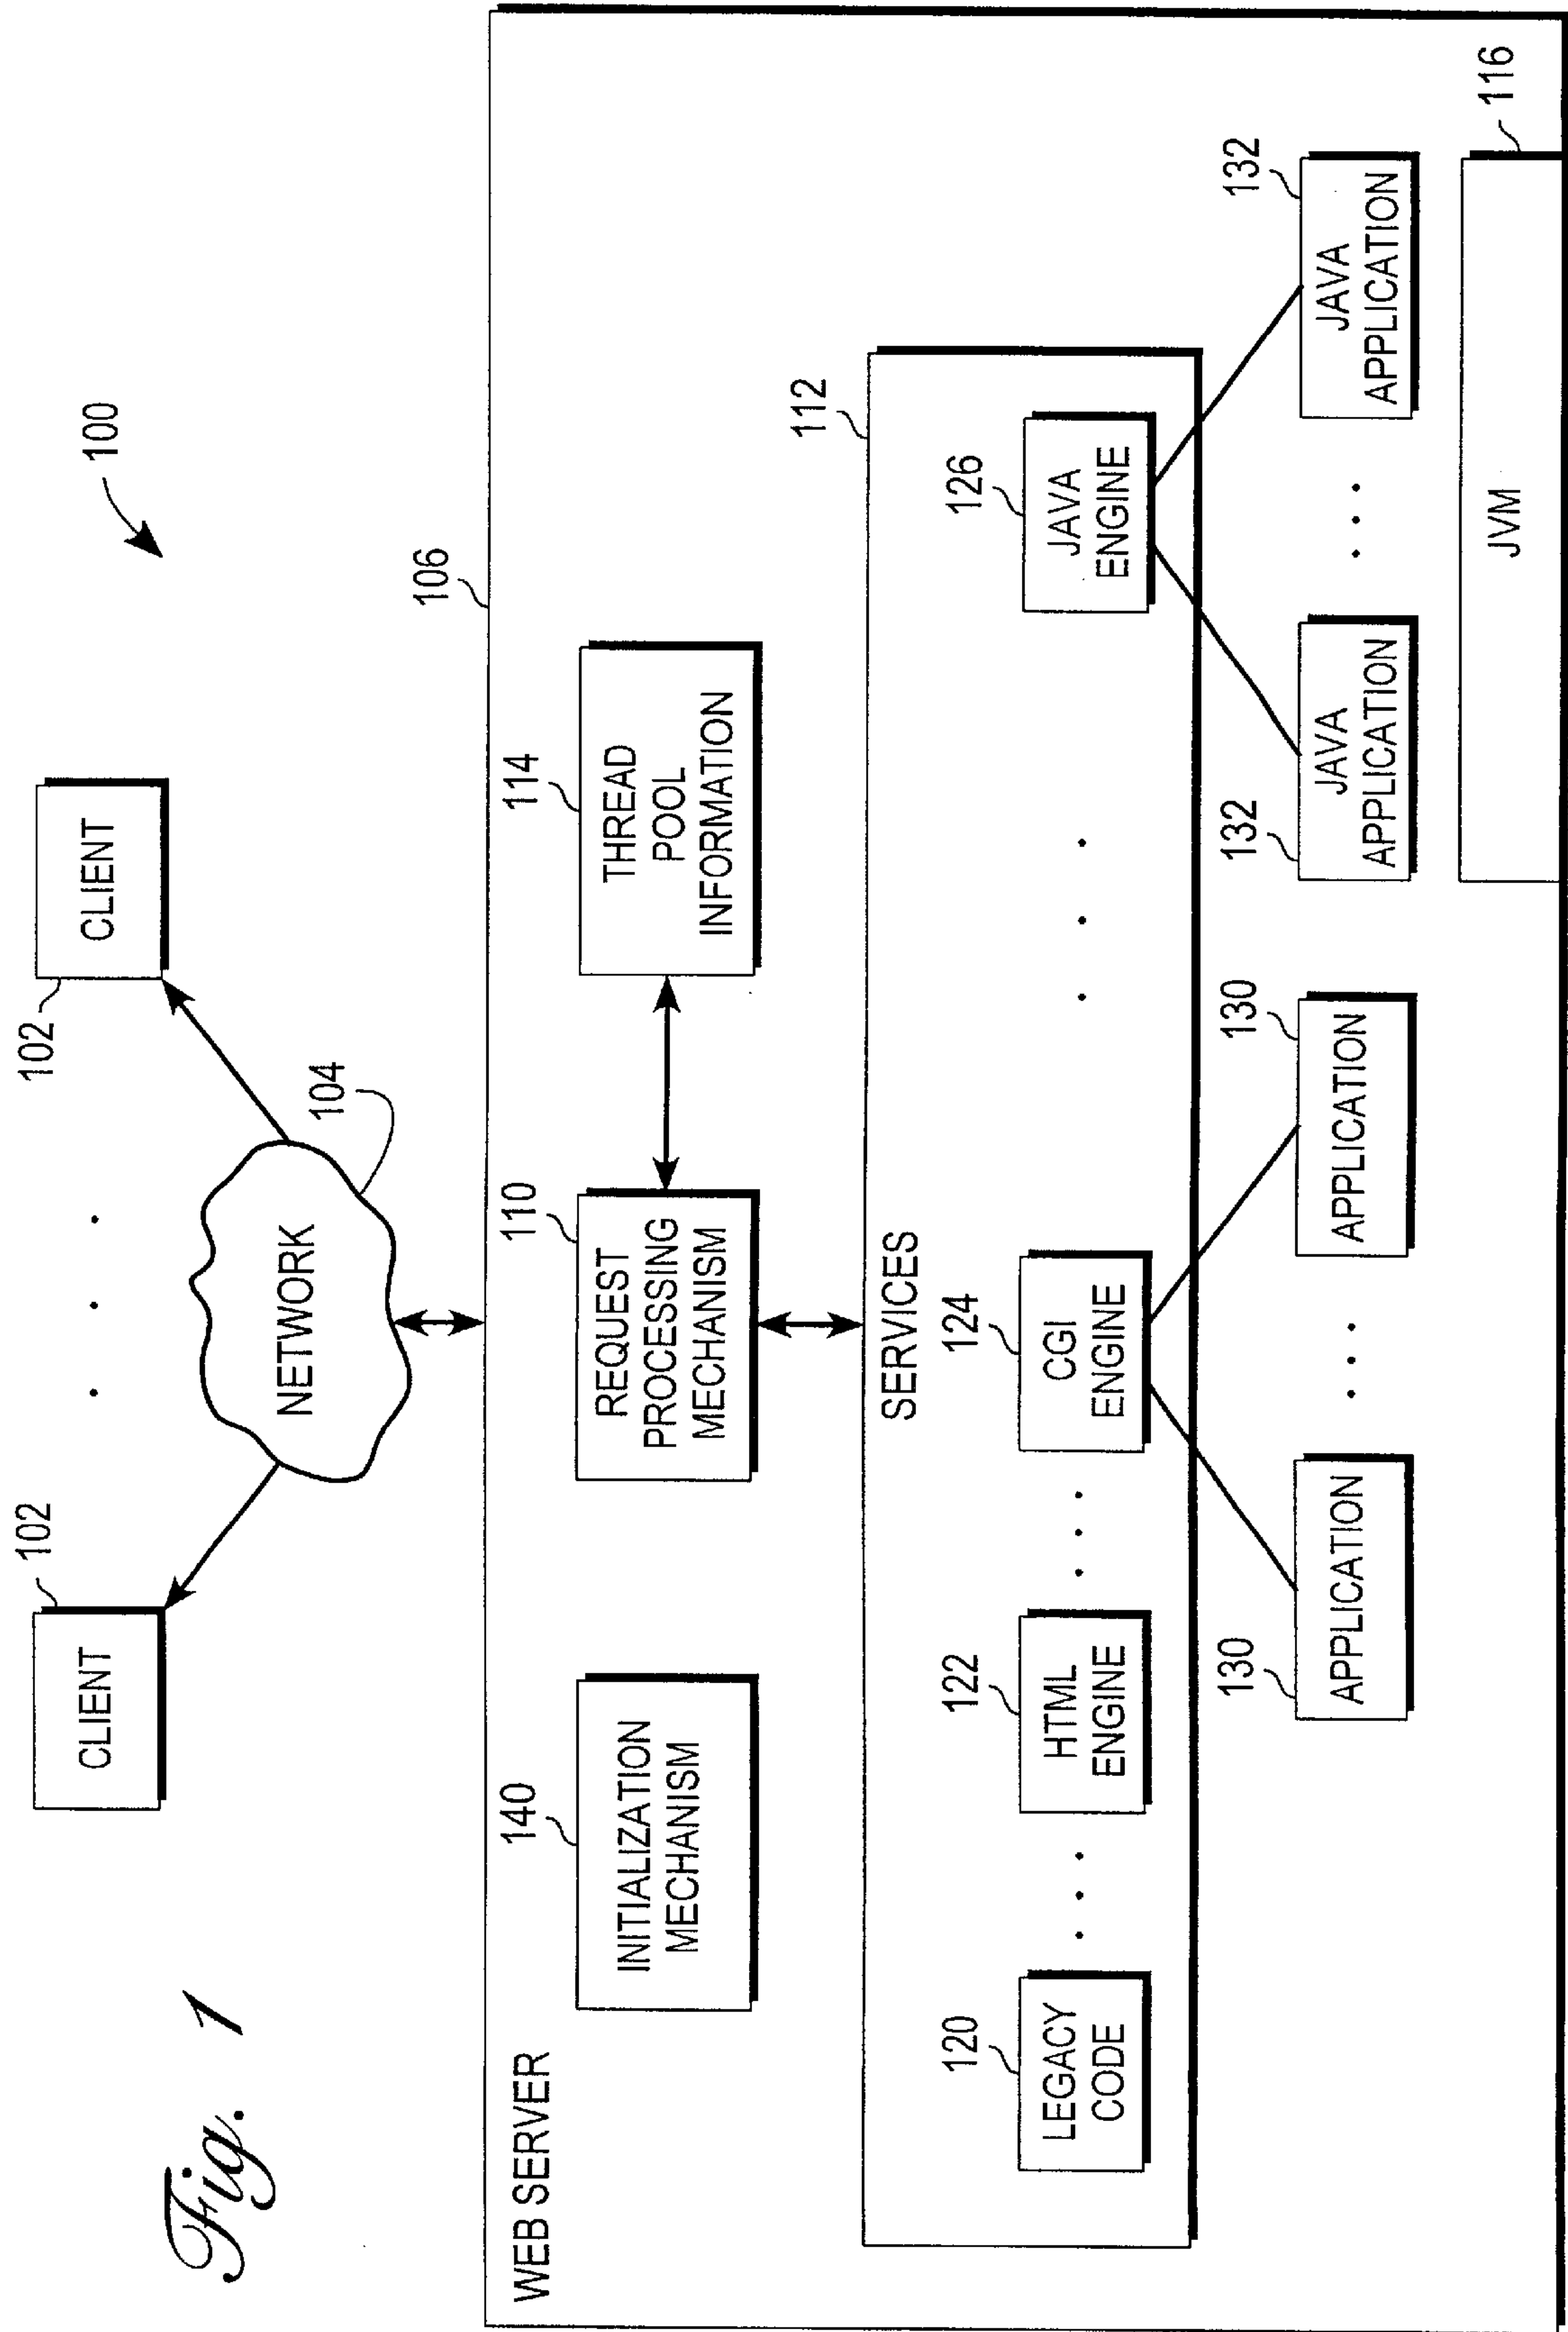 Fig. 1
100
102
CLIENT
102
CLIENT
NETWORK
104
106
WEB SERVER
140
INITIALIZATION
MECHANISM
110
REQUEST
PROCESSING
MECHANISM
114
THREAD
POOL
INFORMATION
112
SERVICES
120
LEGACY
CODE
122
HTML
ENGINE
124
CGI
ENGINE
126
JAVA
ENGINE
130
APPLICATION
130
APPLICATION
132
JAVA
APPLICATION
132
JAVA
APPLICATION
JVM
116